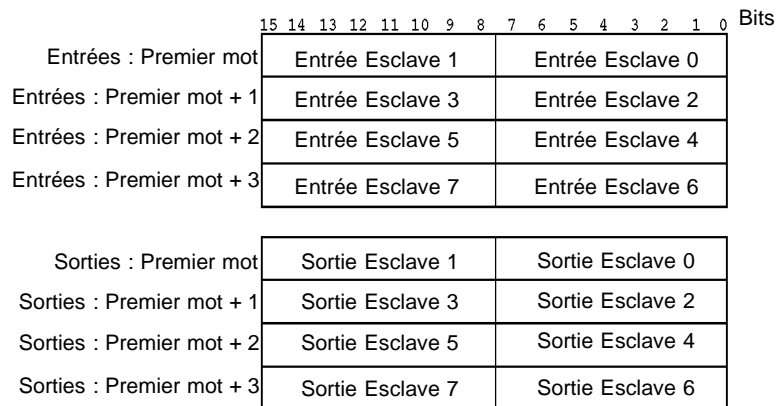 15 14 13 12 11 10 9 8 7 6 5 4 3 2 1 0 Bits
Entrées : Premier mot Entrée Esclave 1 Entrée Esclave 0
Entrées : Premier mot + 1 Entrée Esclave 3 Entrée Esclave 2
Entrées : Premier mot + 2 Entrée Esclave 5 Entrée Esclave 4
Entrées : Premier mot + 3 Entrée Esclave 7 Entrée Esclave 6
Sorties : Premier mot Sortie Esclave 1 Sortie Esclave 0
Sorties : Premier mot + 1 Sortie Esclave 3 Sortie Esclave 2
Sorties : Premier mot + 2 Sortie Esclave 5 Sortie Esclave 4
Sorties : Premier mot + 3 Sortie Esclave 7 Sortie Esclave 6